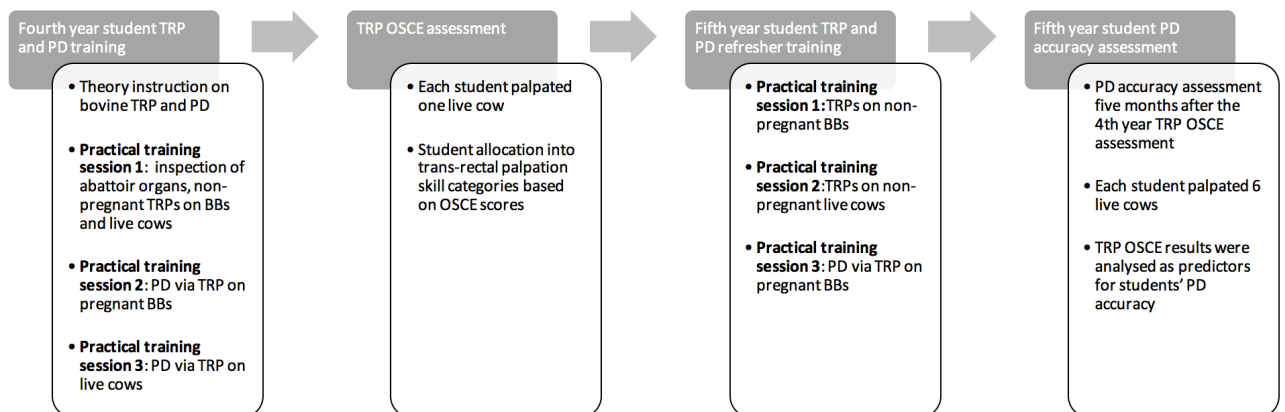 Fourth year student TRP
and PD training
• Theory instruction on
bovine TRP and PD
• Practical training
session 1: inspection of
abattoir organs, non-
pregnant TRPs on BBs
and live cows
• Practical training
session 2: PD via TRP on
pregnant BBs
• Practical training
session 3: PD via TRP on
live cows
TRP OSCE assessment
• Each student palpated
one live cow
• Student allocation into
trans-rectal palpation
skill categories based
on OSCE scores
Fifth year student TRP and
PD refresher training
• Practical training
session 1:TRPs on non-
pregnant BBs
• Practical training
session 2:TRPs on non-
pregnant live cows
• Practical training
session 3: PD via TRP on
pregnant BBs
Fifth year student PD
accuracy assessment
• PD accuracy assessment
five months after the
4th year TRP OSCE
assessment
• Each student palpated 6
live cows
• TRP OSCE results were
analysed as predictors
for students’ PD
accuracy